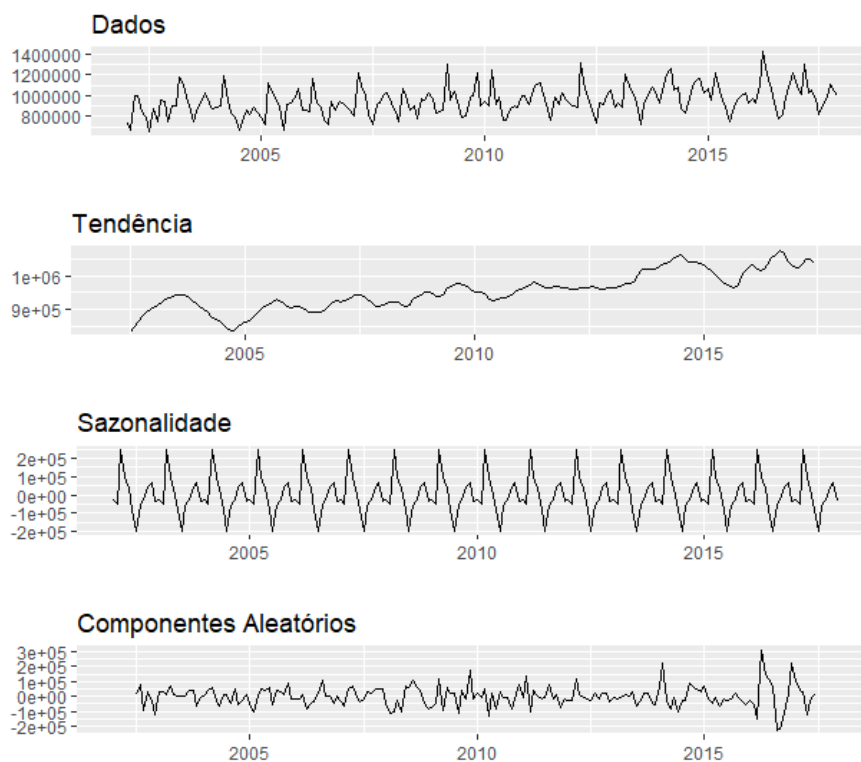 Dados
1400000
1200000
1000000
800000
2005 2010 2015
Tendência
1e+06
9e+05
2005 2010 2015
Sazonalidade
2e+05
1e+05
0e+00
-1e+05
-2e+05
2005 2010 2015
Componentes Aleatórios
3e+05
2e+05
1e+05
0e+00
-1e+05
-2e+05
2005 2010 2015